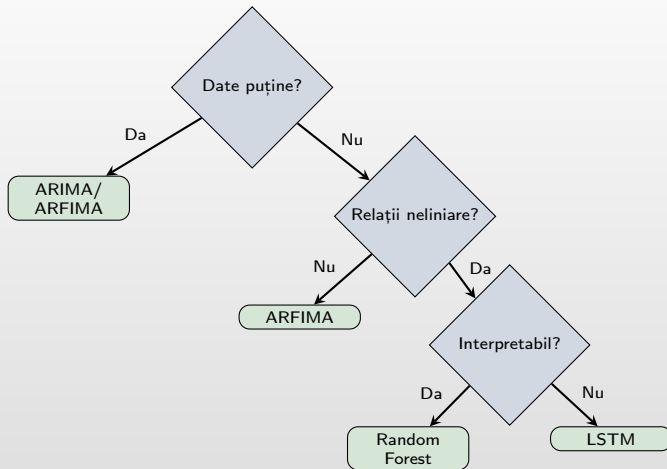 Date puține?
Da
Nu
ARIMA/
ARFIMA
Relații neliniare?
Nu
Da
ARFIMA
Interpretabil?
Da
Nu
Random
Forest
LSTM